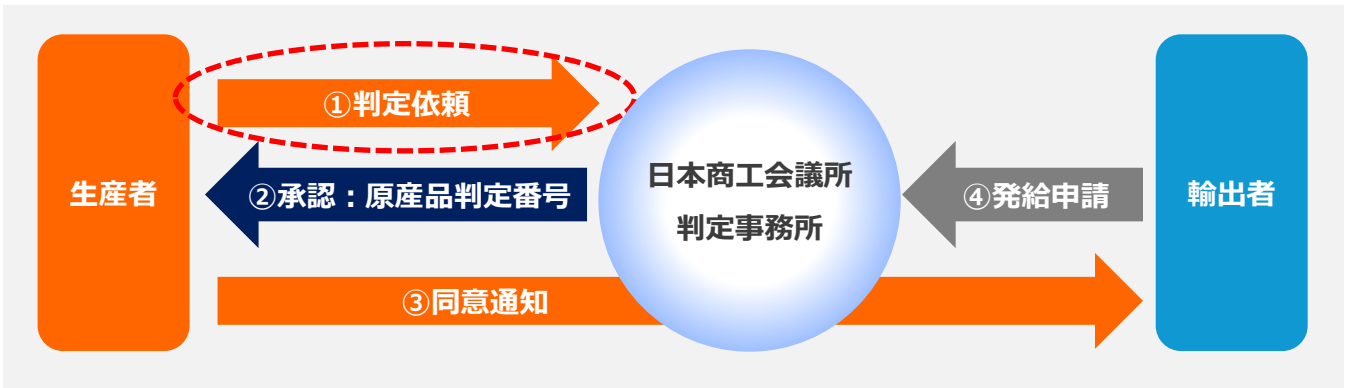 ①判定依頼
生産者
②承認：原産品判定番号
日本商工会議所
判定事務所
④発給申請
輸出者
③同意通知